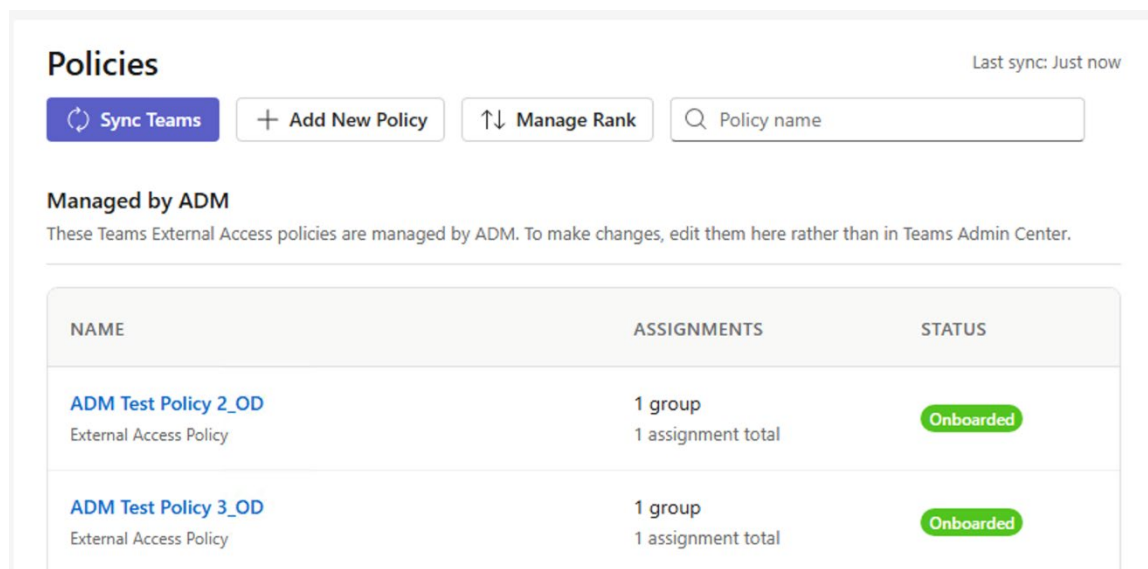 Policies
Last sync: Just now
Sync Teams
Add New Policy
Manage Rank
Policy name
Managed by ADM
These Teams External Access policies are managed by ADM. To make changes, edit them here rather than in Teams Admin Center.
NAME ASSIGNMENTS STATUS
ADM Test Policy 2_OD 1 group Onboarded
External Access Policy 1 assignment total
ADM Test Policy 3_OD 1 group Onboarded
External Access Policy 1 assignment total